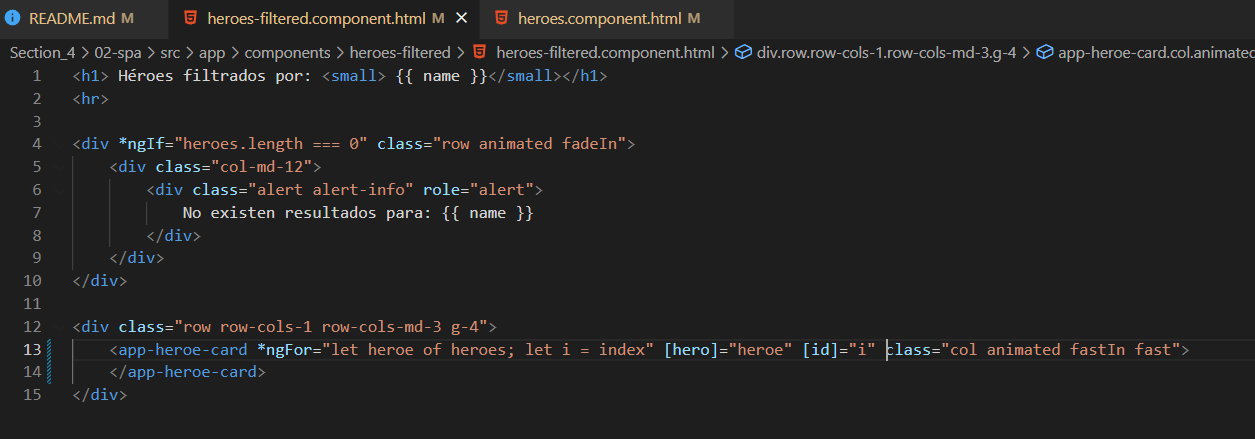 README.md M heroes-filtered.component.html M × heroes.component.html M
Section_4 > 02-spa > src > app > components > heroes-filtered > heroes-filtered.component.html > div.row.row-cols-1.row-cols-md-3.g-4 > app-heroe-card.col.animated
1 <h1> Héroes filtrados por: <small> {{ name }}</small></h1>
2 <hr>
3
4 <div *ngIf="heroes.length === 0" class="row animated fadeIn">
5 <div class="col-md-12">
6 <div class="alert alert-info" role="alert">
7 No existen resultados para: {{ name }}
8 </div>
9 </div>
10 </div>
11
12 <div class="row row-cols-1 row-cols-md-3 g-4">
13 <app-heroe-card *ngFor="let heroe of heroes; let i = index" [hero]="heroe" [id]="i" class="col animated fastIn fast">
14 </app-heroe-card>
15 </div>